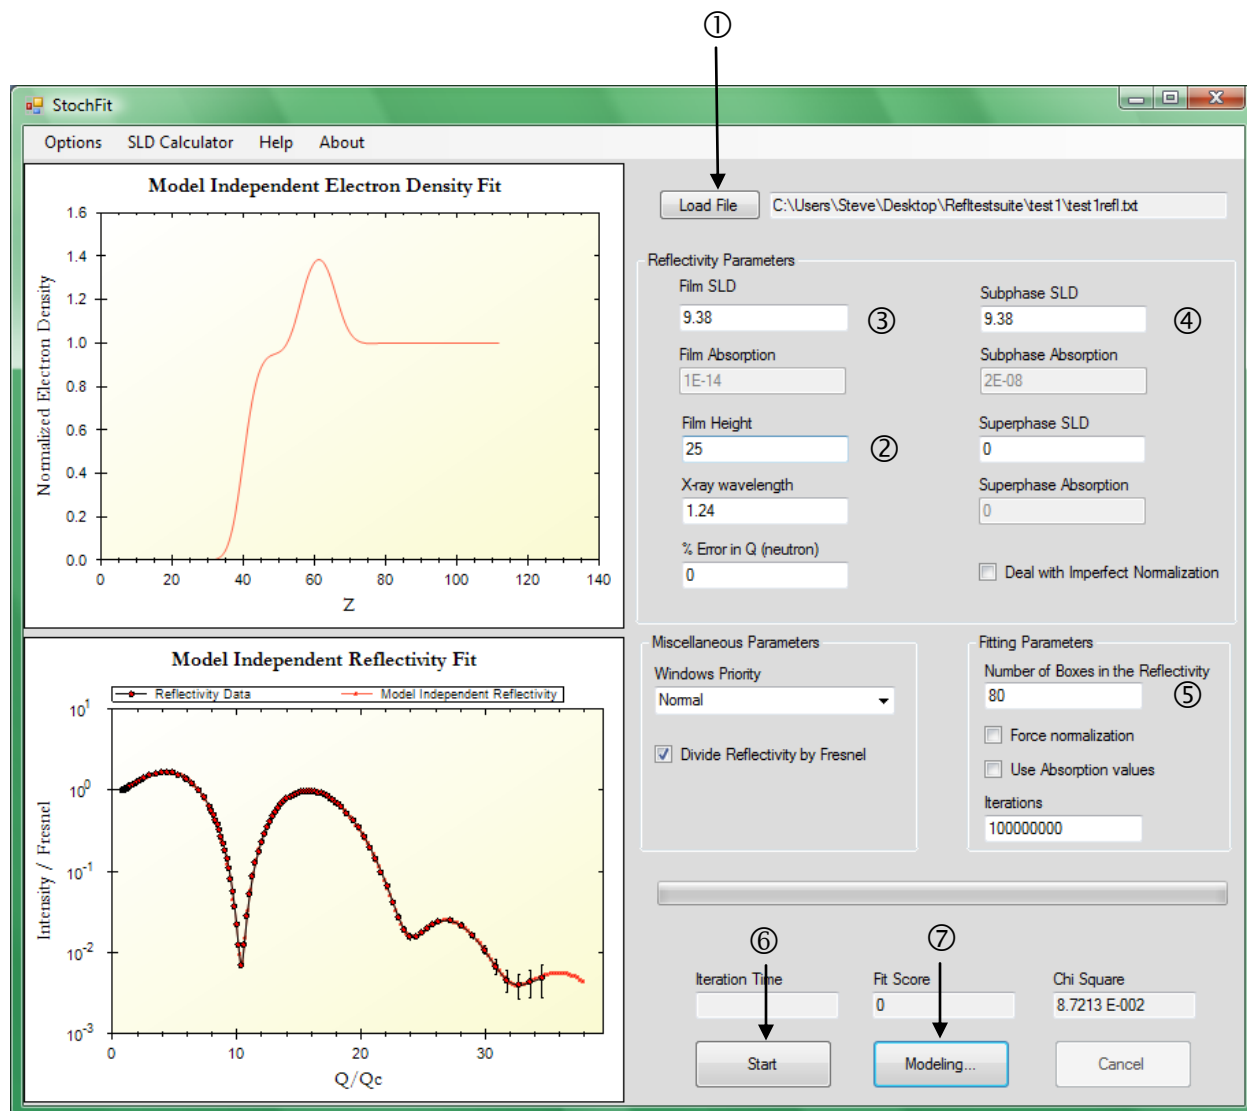 ①
StochFit
Options SLD Calculator Help About
Model Independent Electron Density Fit
Normalized Electron Density
1.6
1.4
1.2
1.0
0.8
0.6
0.4
0.2
0.0
0 20 40 60 80 100 120 140
Z
Model Independent Reflectivity Fit
Reflectivity Data Model Independent Reflectivity
Intensity / Fresnel
10^1
10^0
10^-1
10^-2
10^-3
0 10 20 30
Q/Qc
Load File C:\Users\Steve\Desktop\Refltestsuite\test1\test1refl.txt
Reflectivity Parameters
Film SLD
9.38 ③
Subphase SLD
9.38 ④
Film Absorption
1E-14
Subphase Absorption
2E-08
Film Height
25 ②
Superphase SLD
0
X-ray wavelength
1.24
Superphase Absorption
0
% Error in Q (neutron)
0
Deal with Imperfect Normalization
Miscellaneous Parameters
Windows Priority
Normal
Divide Reflectivity by Fresnel
Fitting Parameters
Number of Boxes in the Reflectivity
80 ⑤
Force normalization
Use Absorption values
Iterations
100000000
⑥ ⑦
Iteration Time Fit Score Chi Square
0 8.7213 E-002
Start Modeling... Cancel